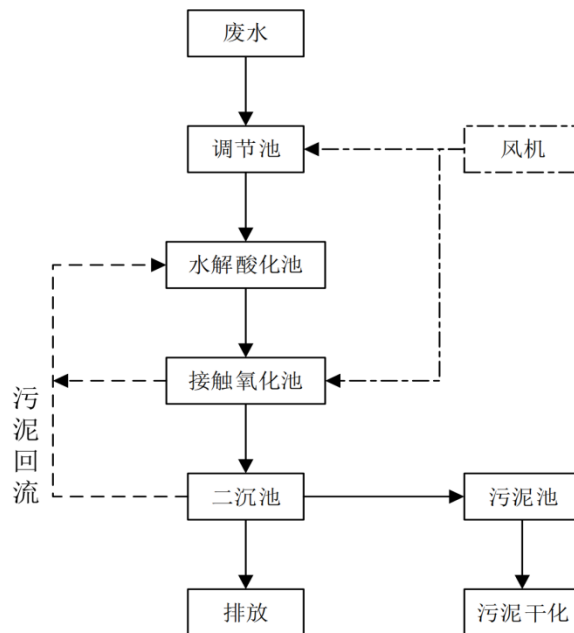 废水
调节池
风机
水解酸化池
接触氧化池
污泥回流
二沉池
污泥池
排放
污泥干化